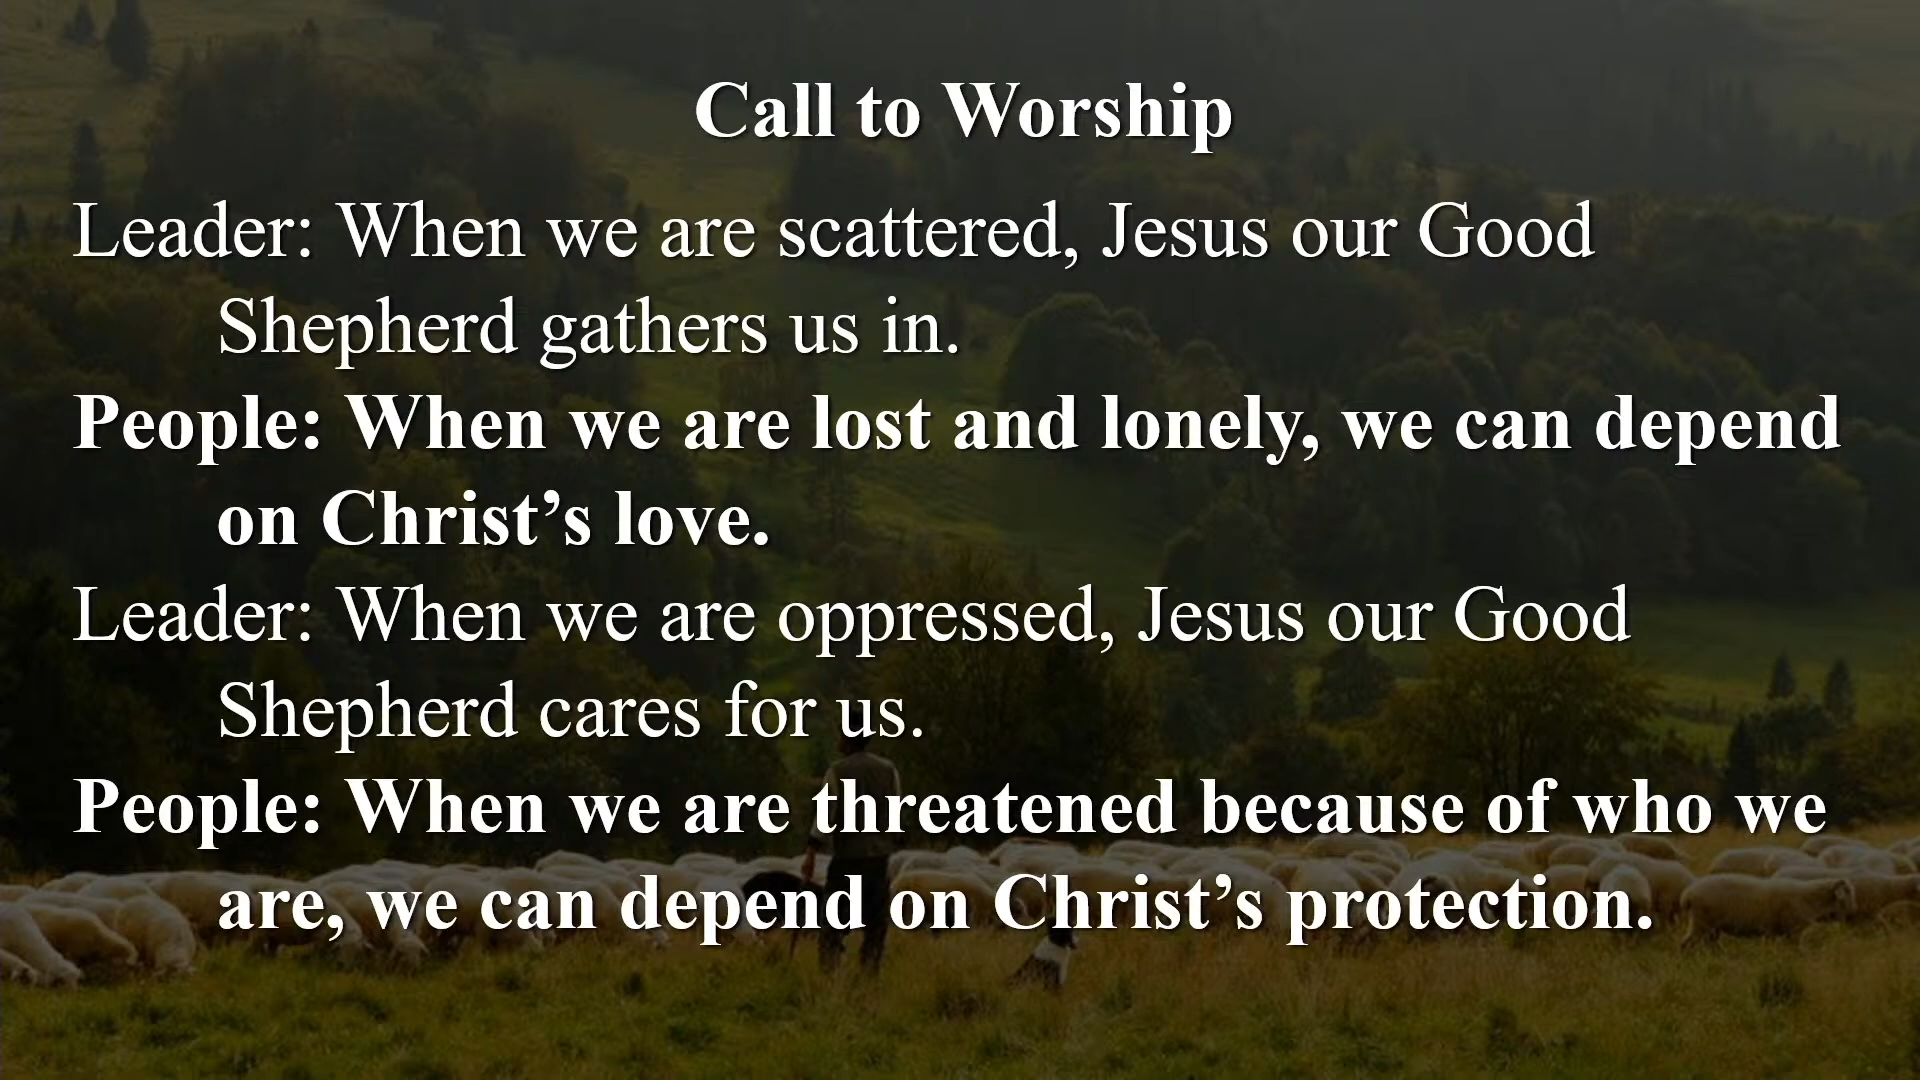 Call to Worship
Leader: When we are scattered, Jesus our Good
Shepherd gathers us in.
People: When we are lost and lonely, we can depend
on Christ’s love.
Leader: When we are oppressed, Jesus our Good
Shepherd cares for us.
People: When we are threatened because of who we
are, we can depend on Christ’s protection.